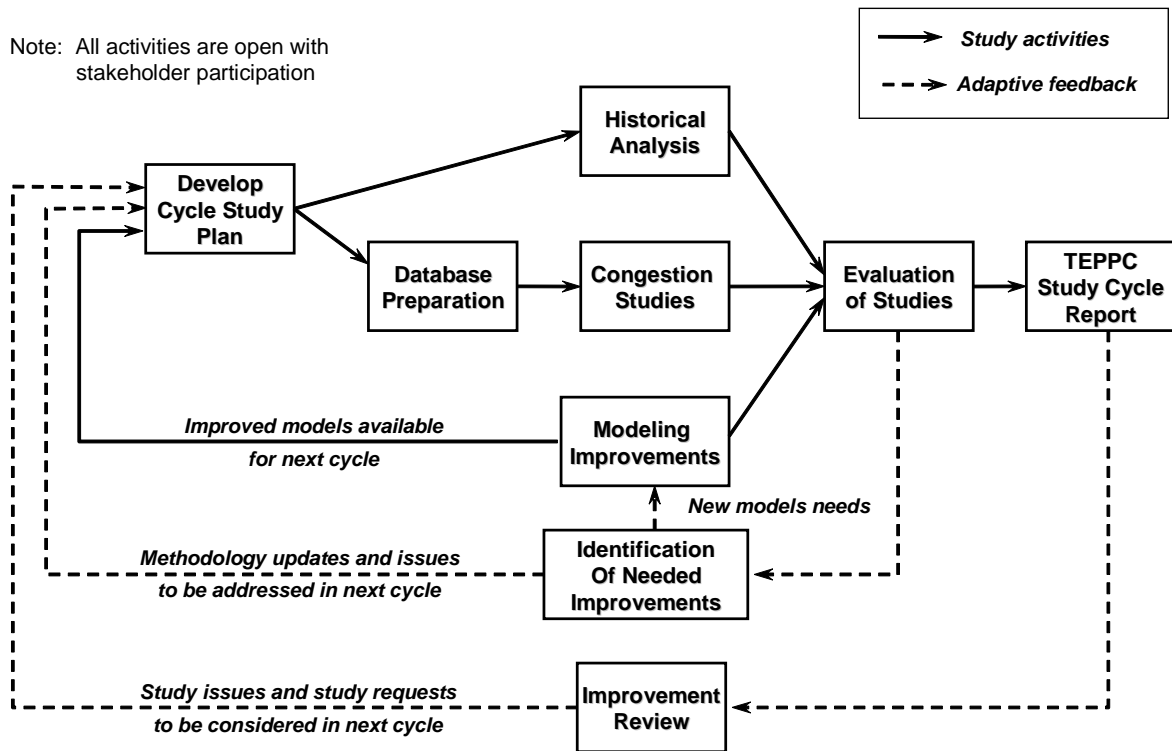 Note: All activities are open with
stakeholder participation
Study activities
Adaptive feedback
Historical
Analysis
Develop
Cycle Study
Plan
Database
Preparation
Congestion
Studies
Evaluation
of Studies
TEPPC
Study Cycle
Report
Improved models available
for next cycle
Modeling
Improvements
New models needs
Methodology updates and issues
to be addressed in next cycle
Identification
Of Needed
Improvements
Study issues and study requests
to be considered in next cycle
Improvement
Review